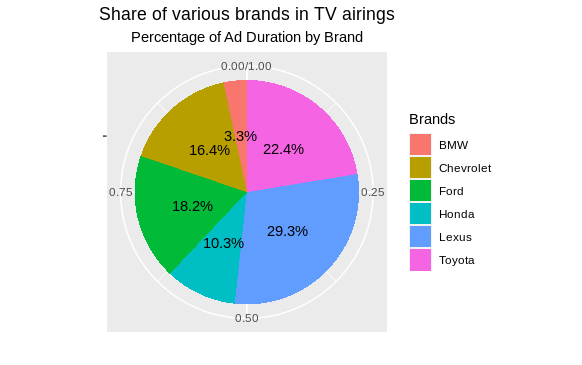 Share of various brands in TV airings
Percentage of Ad Duration by Brand
0.00/1.00
3.3%
16.4%
22.4%
0.75
0.25
18.2%
29.3%
10.3%
0.50
Brands
BMW
Chevrolet
Ford
Honda
Lexus
Toyota